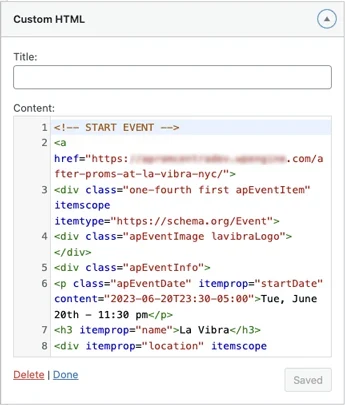 Custom HTML
Title:
Content:
1 <!-- START EVENT -->
2 <a
href="https: .com/a
fter-proms-at-la-vibra-nyc/">
3 <div class="one-fourth first apEventItem"
itemscope
itemtype="https://schema.org/Event">
4 <div class="apEventImage lavibraLogo">
</div>
5 <div class="apEventInfo">
6 <p class="apEventDate" itemprop="startDate"
content="2023-06-20T23:30-05:00">Tue, June
20th - 11:30 pm</p>
7 <h3 itemprop="name">La Vibra</h3>
8 <div itemprop="location" itemscope
Delete | Done
Saved